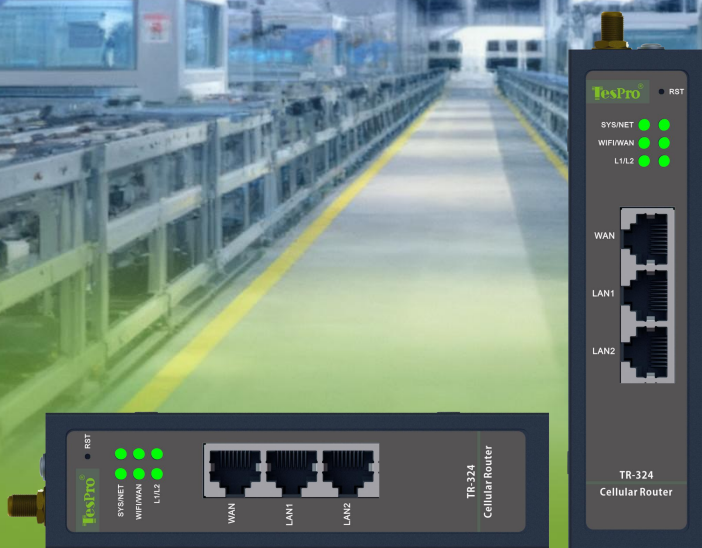 TesPro®
RST
SYS/NET
WIFI/WAN
L1/L2
WAN
LAN1
LAN2
TR-324
Cellular Router
RST
TesPro®
SYS/NET
WIFI/WAN
L1/L2
WAN
LAN1
LAN2
TR-324
Cellular Router